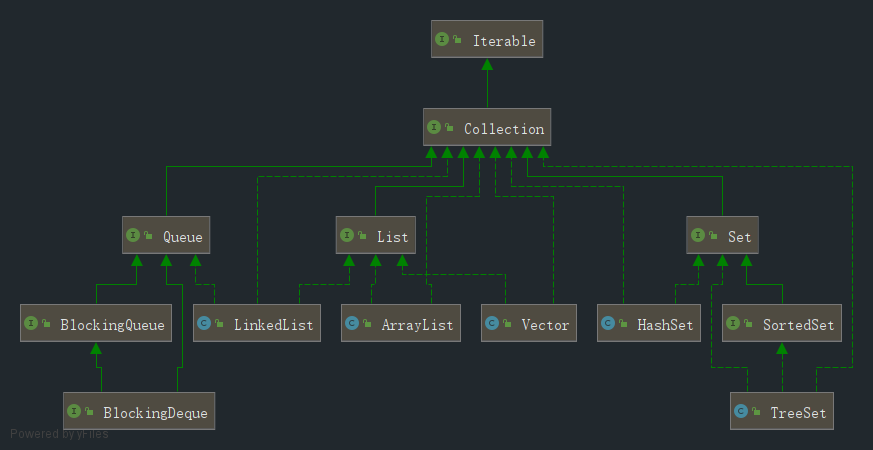 I Iterable
I Collection
I Queue
I List
I Set
I BlockingQueue
C LinkedList
C ArrayList
C Vector
C HashSet
I SortedSet
I BlockingDeque
C TreeSet
Powered by yFiles